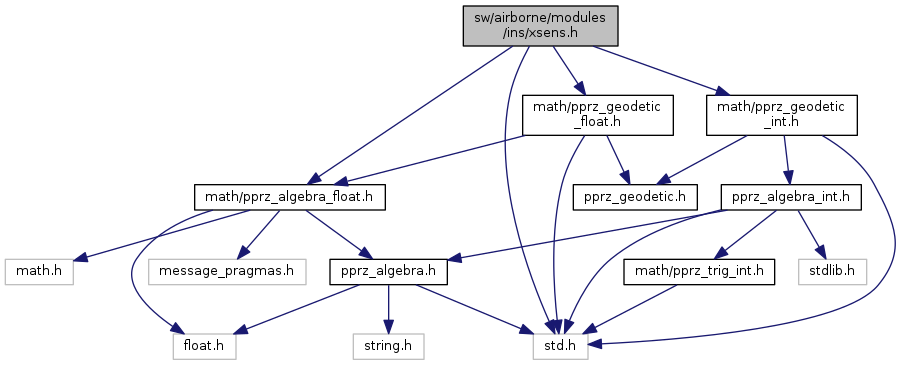 sw/airborne/modules
/ins/xsens.h
math/pprz_geodetic
_float.h
math/pprz_geodetic
_int.h
math/pprz_algebra_float.h
pprz_geodetic.h
pprz_algebra_int.h
math.h
message_pragmas.h
pprz_algebra.h
math/pprz_trig_int.h
stdlib.h
float.h
string.h
std.h